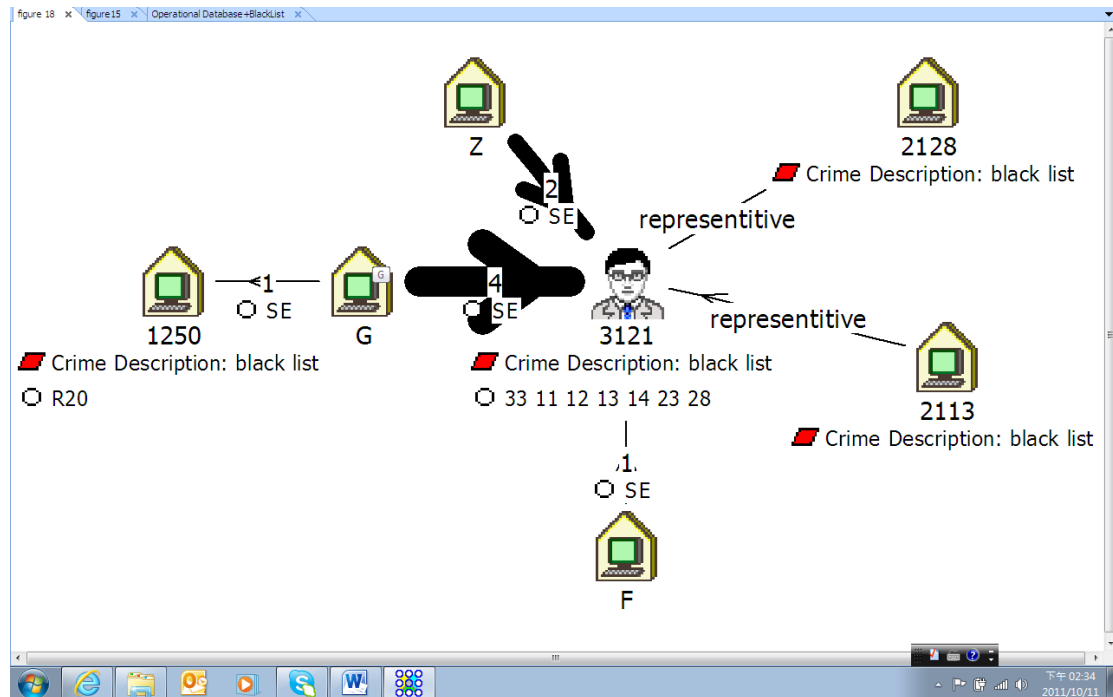 figure 18
figure 15
Operational Database+BlackList
Z
2128
Crime Description: black list
2
SE
representitive
1
SE
G
4
SE
1250
G
3121
representitive
Crime Description: black list
R20
Crime Description: black list
33 11 12 13 14 23 28
2113
Crime Description: black list
1
SE
F
下午 02:34
2011/10/11